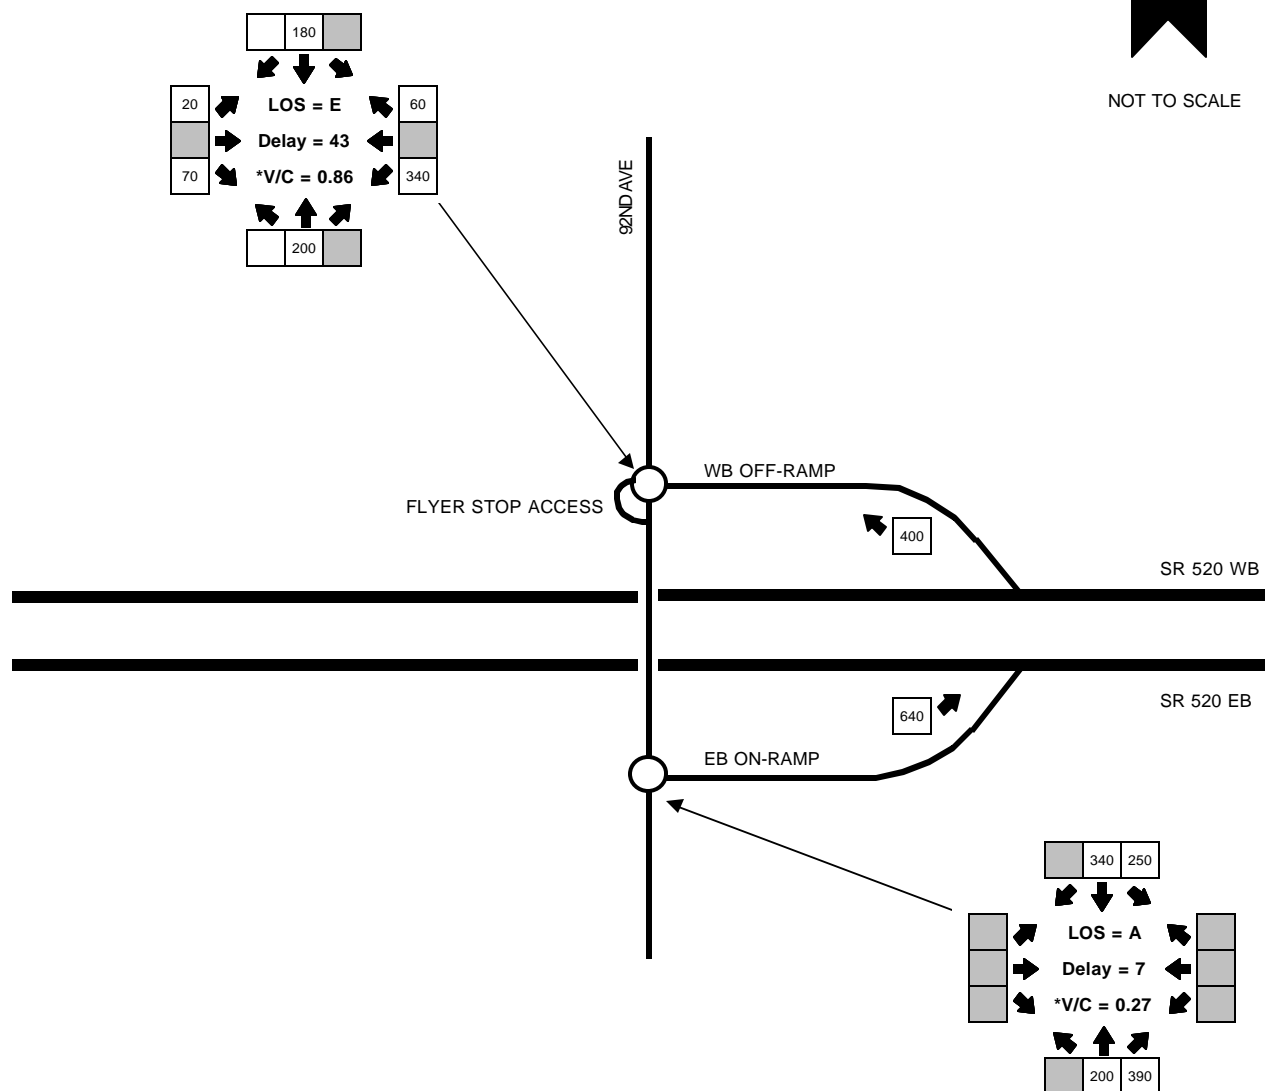 180
20 LOS = E 60
Delay = 43
70 *V/C = 0.86 340
200
NOT TO SCALE
92ND AVE
WB OFF-RAMP
FLYER STOP ACCESS
400
SR 520 WB
640
SR 520 EB
EB ON-RAMP
340 250
LOS = A
Delay = 7
*V/C = 0.27
200 390